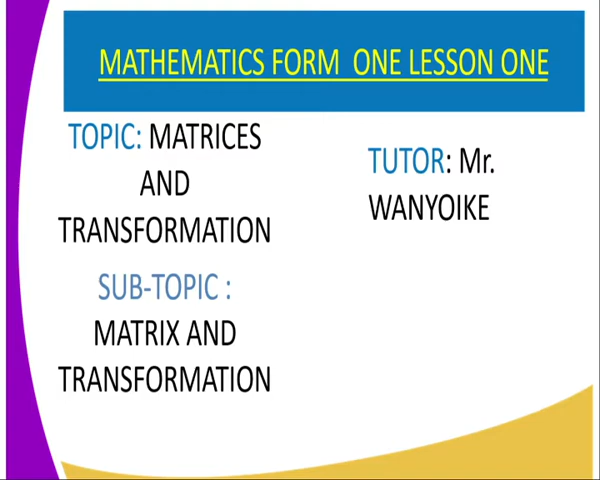 MATHEMATICS FORM ONE LESSON ONE
TOPIC: MATRICES
AND
TRANSFORMATION
SUB-TOPIC :
MATRIX AND
TRANSFORMATION
TUTOR: Mr.
WANYOIKE